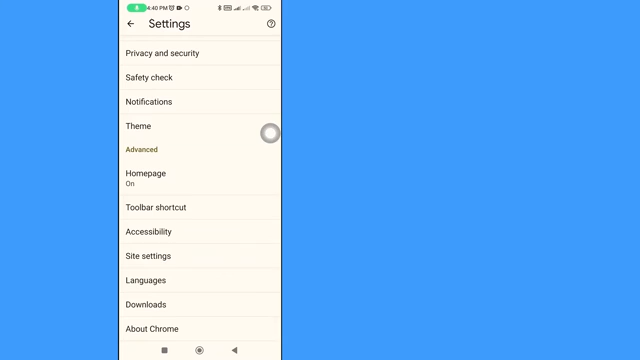 4:40 PM
Settings
Privacy and security
Safety check
Notifications
Theme
Advanced
Homepage
On
Toolbar shortcut
Accessibility
Site settings
Languages
Downloads
About Chrome